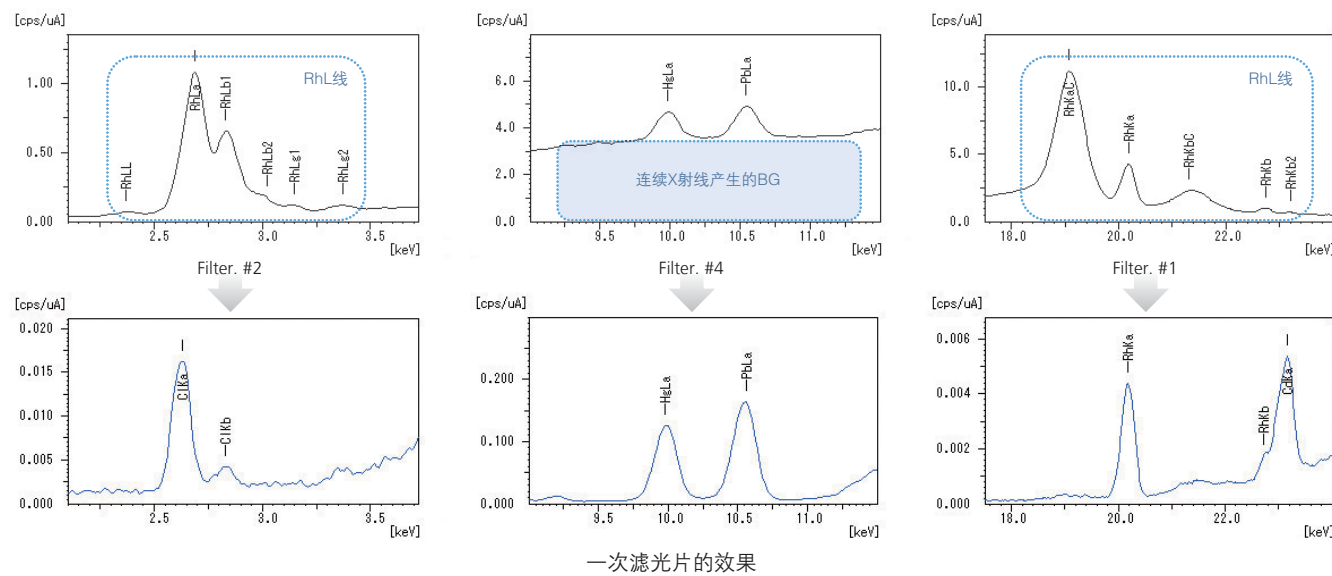 [cps/uA]
1.00
0.50
0.00
RhL线
RhLL
RhLa
RhLb1
RhLb2
RhLg1
RhLg2
2.5
3.0
3.5
[keV]
[cps/uA]
6.0
4.0
2.0
0.0
HgLa
PbLa
连续X射线产生的BG
9.5
10.0
10.5
11.0
[keV]
[cps/uA]
10.0
5.0
0.0
RhL线
RhKaC
RhKa
RhKbC
RhKb
RhKb2
18.0
20.0
22.0
[keV]
Filter. #2
Filter. #4
Filter. #1
[cps/uA]
0.020
0.015
0.010
0.005
0.000
ClKa
ClKb
2.5
3.0
3.5
[keV]
[cps/uA]
0.200
0.100
0.000
HgLa
PbLa
9.5
10.0
10.5
11.0
[keV]
[cps/uA]
0.006
0.004
0.002
0.000
RhKa
RhKb
CdKa
18.0
20.0
22.0
[keV]
一次滤光片的效果